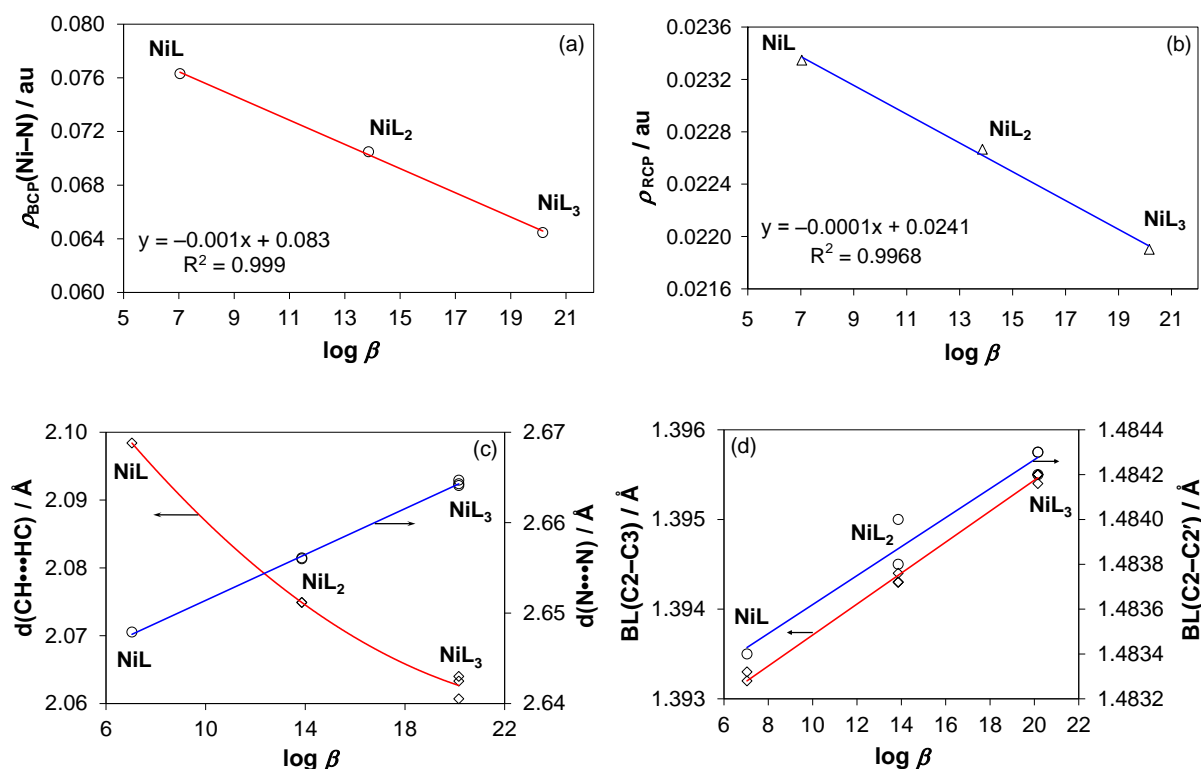 (a)
ρBCP(Ni–N) / au
0.080
0.076
0.072
0.068
0.064
0.060
NiL
NiL₂
NiL₃
y = –0.001x + 0.083
R² = 0.999
5 7 9 11 13 15 17 19 21
log β
(b)
ρRCP / au
0.0236
0.0232
0.0228
0.0224
0.0220
0.0216
NiL
NiL₂
NiL₃
y = –0.0001x + 0.0241
R² = 0.9968
5 7 9 11 13 15 17 19 21
log β
(c)
d(CH•••HC) / Å
2.10
2.09
2.08
2.07
2.06
NiL
NiL₃
NiL₂
NiL
NiL₃
2.67
2.66
2.65
2.64
d(N•••N) / Å
6 10 14 18 22
log β
(d)
BL(C2–C3) / Å
1.396
1.395
1.394
1.393
NiL₂
NiL₃
NiL
1.4844
1.4842
1.4840
1.4838
1.4836
1.4834
1.4832
BL(C2–C2′) / Å
6 8 10 12 14 16 18 20 22
log β